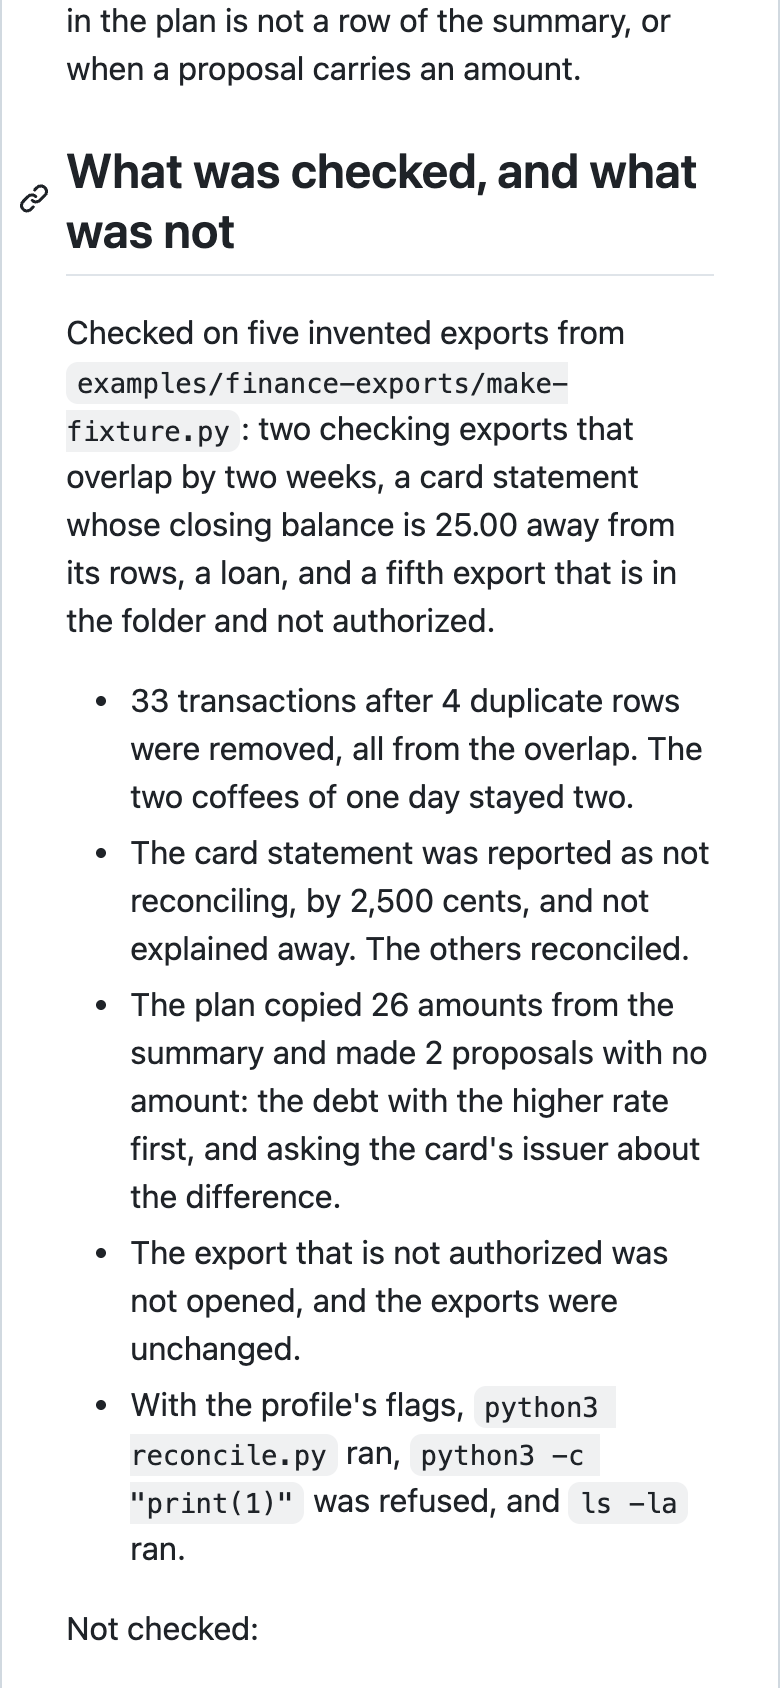 in the plan is not a row of the summary, or
when a proposal carries an amount.
What was checked, and what
was not
Checked on five invented exports from
examples/finance-exports/make-
fixture.py: two checking exports that
overlap by two weeks, a card statement
whose closing balance is 25.00 away from
its rows, a loan, and a fifth export that is in
the folder and not authorized.
• 33 transactions after 4 duplicate rows
were removed, all from the overlap. The
two coffees of one day stayed two.
• The card statement was reported as not
reconciling, by 2,500 cents, and not
explained away. The others reconciled.
• The plan copied 26 amounts from the
summary and made 2 proposals with no
amount: the debt with the higher rate
first, and asking the card's issuer about
the difference.
• The export that is not authorized was
not opened, and the exports were
unchanged.
• With the profile's flags, python3
reconcile.py ran, python3 -c
"print(1)" was refused, and ls -la
ran.
Not checked: